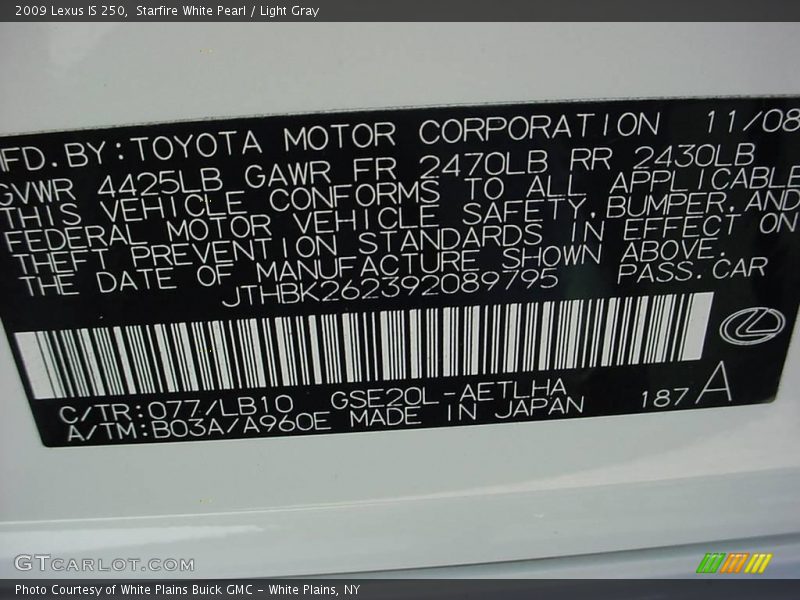 2009 Lexus IS 250,  Starfire White Pearl / Light Gray
MFD.BY:TOYOTA MOTOR CORPORATION 11/08
GVWR 4425LB GAWR FR 2470LB RR 2430LB
THIS VEHICLE CONFORMS TO ALL APPLICABLE
FEDERAL MOTOR VEHICLE SAFETY,BUMPER,AND
THEFT PREVENTION STANDARDS IN EFFECT ON
THE DATE OF MANUFACTURE SHOWN ABOVE.
JTHBK262392089795 PASS.CAR
C/TR:077/LB10 GSE20L-AETLHA 187 A
A/TM:B03A/A960E MADE IN JAPAN
GTCARLOT.COM
Photo Courtesy of White Plains Buick GMC - White Plains, NY